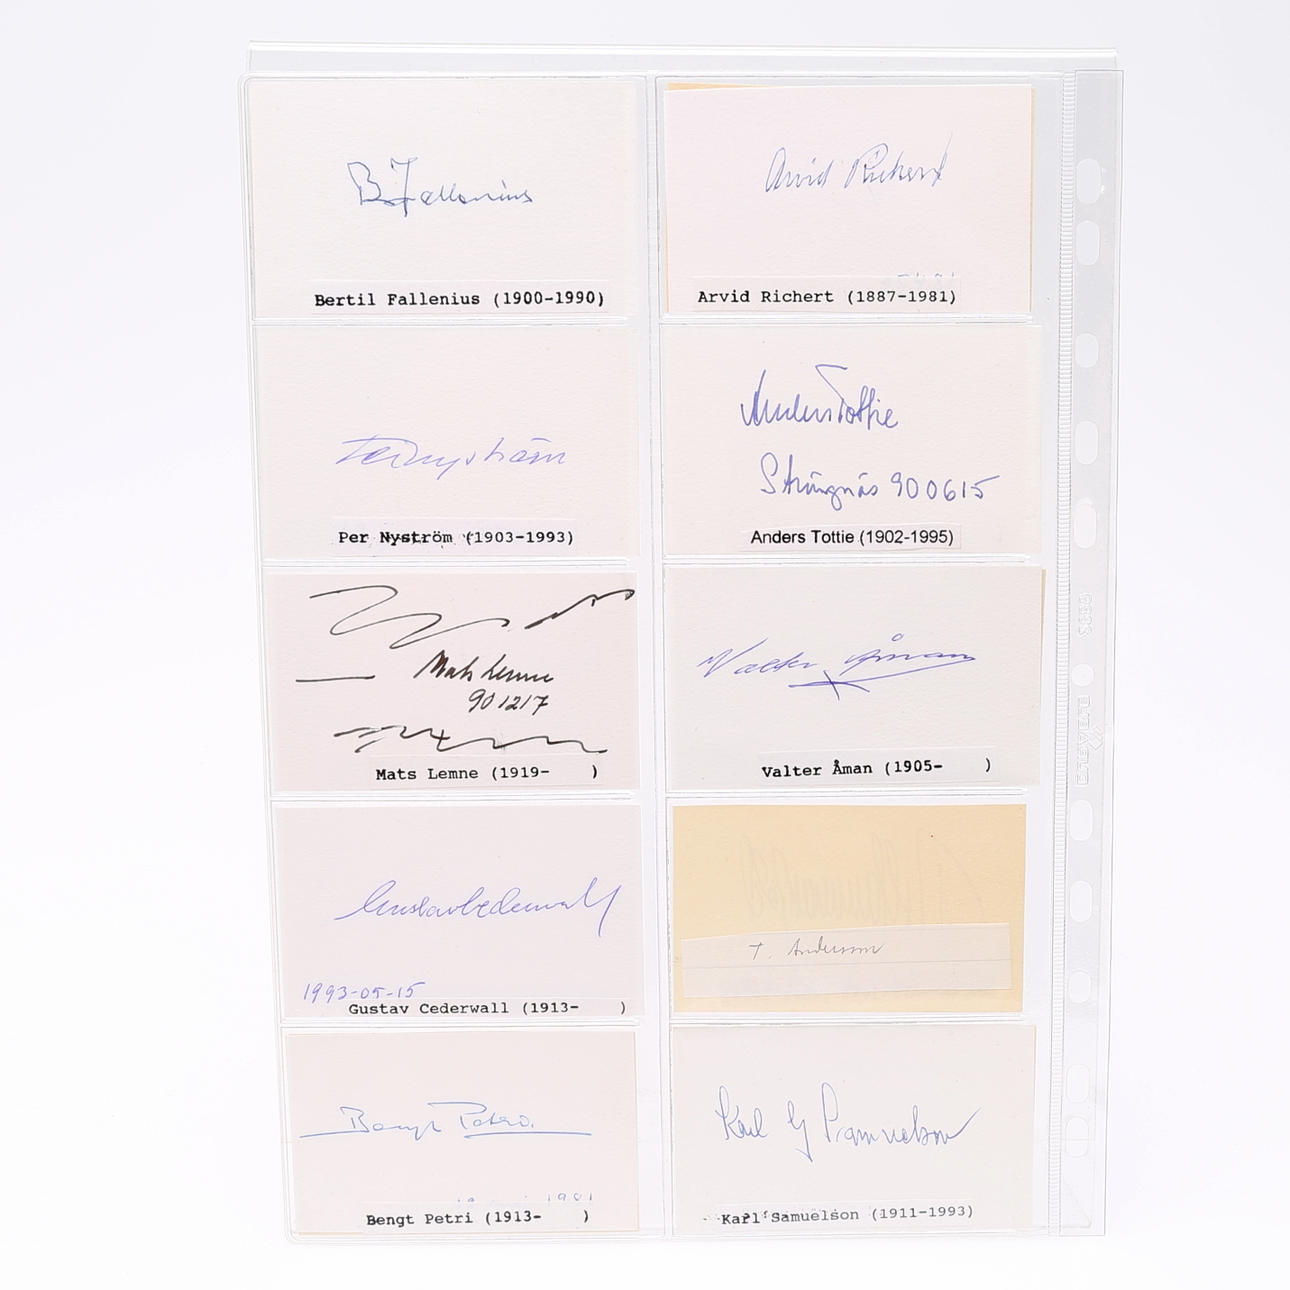 B Fallenius
Bertil Fallenius (1900-1990)
Arvid Richert
Arvid Richert (1887-1981)
Nyström
Per Nyström (1903-1993)
Anders Tottie
Strängnäs 900615
Anders Tottie (1902-1995)
Mats Lemne
901217
Mats Lemne (1919-    )
Valter Åman
Valter Åman (1905-    )
Gustav Cederwall
1993-05-15
Gustav Cederwall (1913-    )
T. Andersson
Bengt Petri
Bengt Petri (1913-    )
Karl G Samuelson
Karl Samuelson (1911-1993)